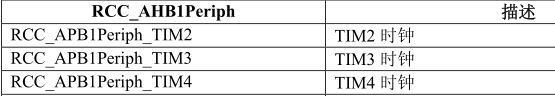 RCC_AHB1Periph 描述
RCC_APB1Periph_TIM2 TIM2 时钟
RCC_APB1Periph_TIM3 TIM3 时钟
RCC_APB1Periph_TIM4 TIM4 时钟